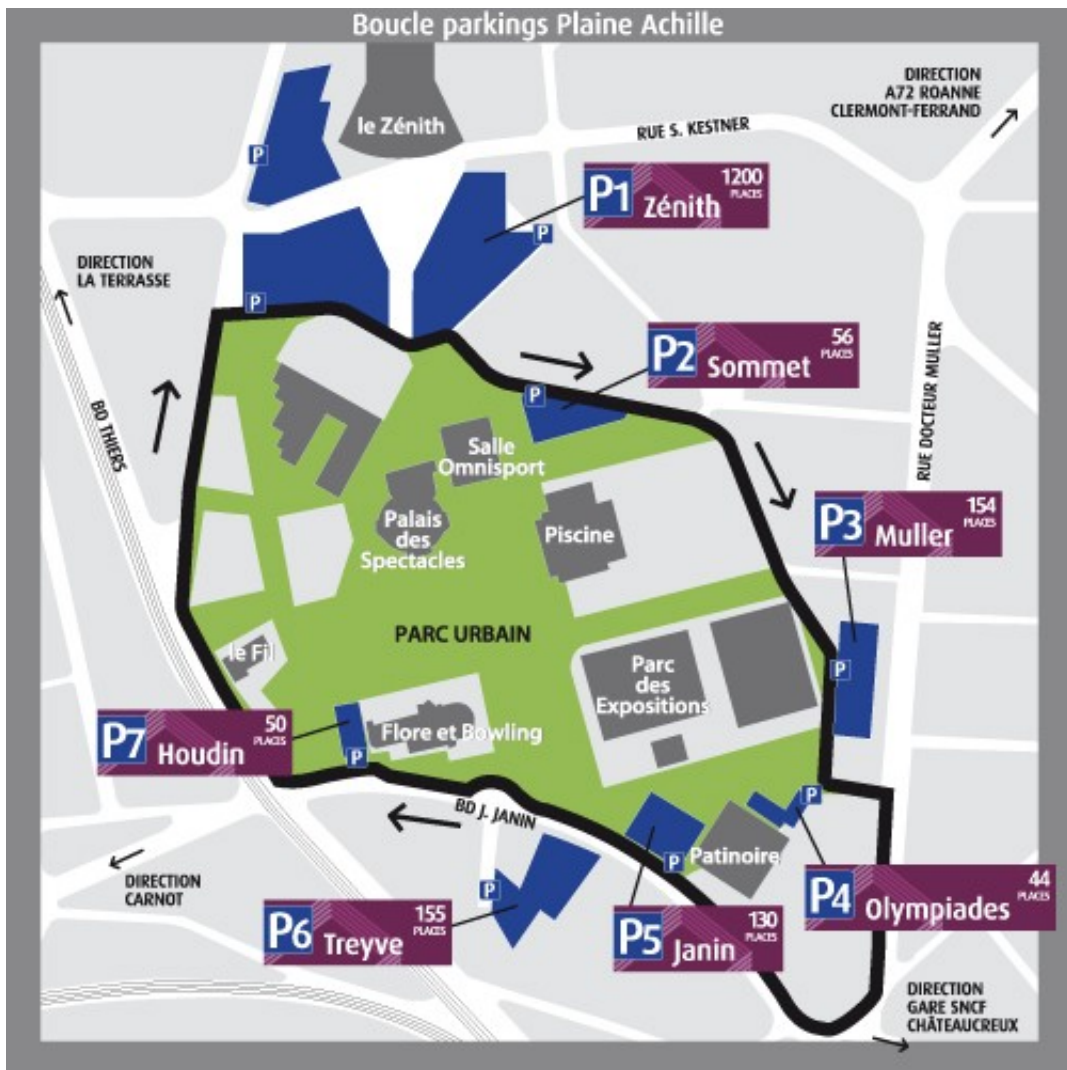 Boucle parkings Plaine Achille
DIRECTION
A72 ROANNE
CLERMONT-FERRAND
le Zénith
RUE S. KESTNER
P
P1 Zénith
1200
PLACES
P
DIRECTION
LA TERRASSE
P
P2 Sommet
56
PLACES
P
BD THIERS
RUE DOCTEUR MULLER
Salle
Omnisport
P3 Muller
154
PLACES
Palais
des
Spectacles
Piscine
PARC URBAIN
le Fil
Parc
des
Expositions
P
P7 Houdin
50
PLACES
Flore et Bowling
P
P
BD J. JANIN
Patinoire
P
DIRECTION
CARNOT
P
P4 Olympiades
44
PLACES
P6 Treyve
155
PLACES
P5 Janin
130
PLACES
DIRECTION
GARE SNCF
CHÂTEAUCREUX